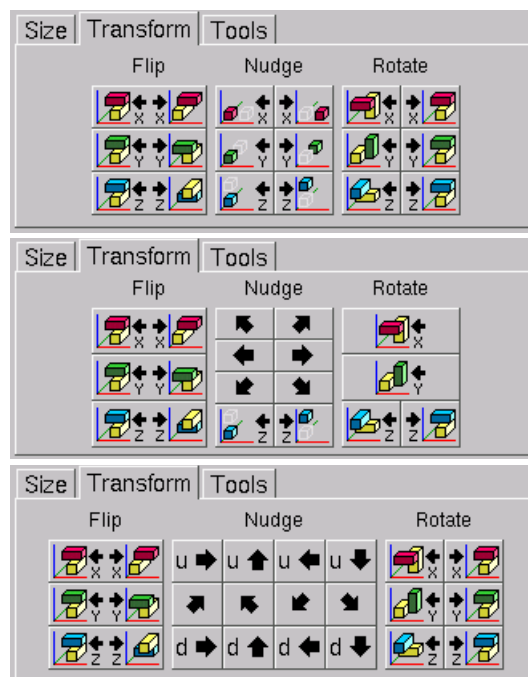 Size Transform Tools
Flip Nudge Rotate
X X X X X X
Y Y Y Y Y Y
Z Z Z Z Z Z
Size Transform Tools
Flip Nudge Rotate
X X X
Y Y Y
Z Z Z Z Z Z
Size Transform Tools
Flip Nudge Rotate
X X u u u u X X
Y Y Y Y
Z Z d d d d Z Z